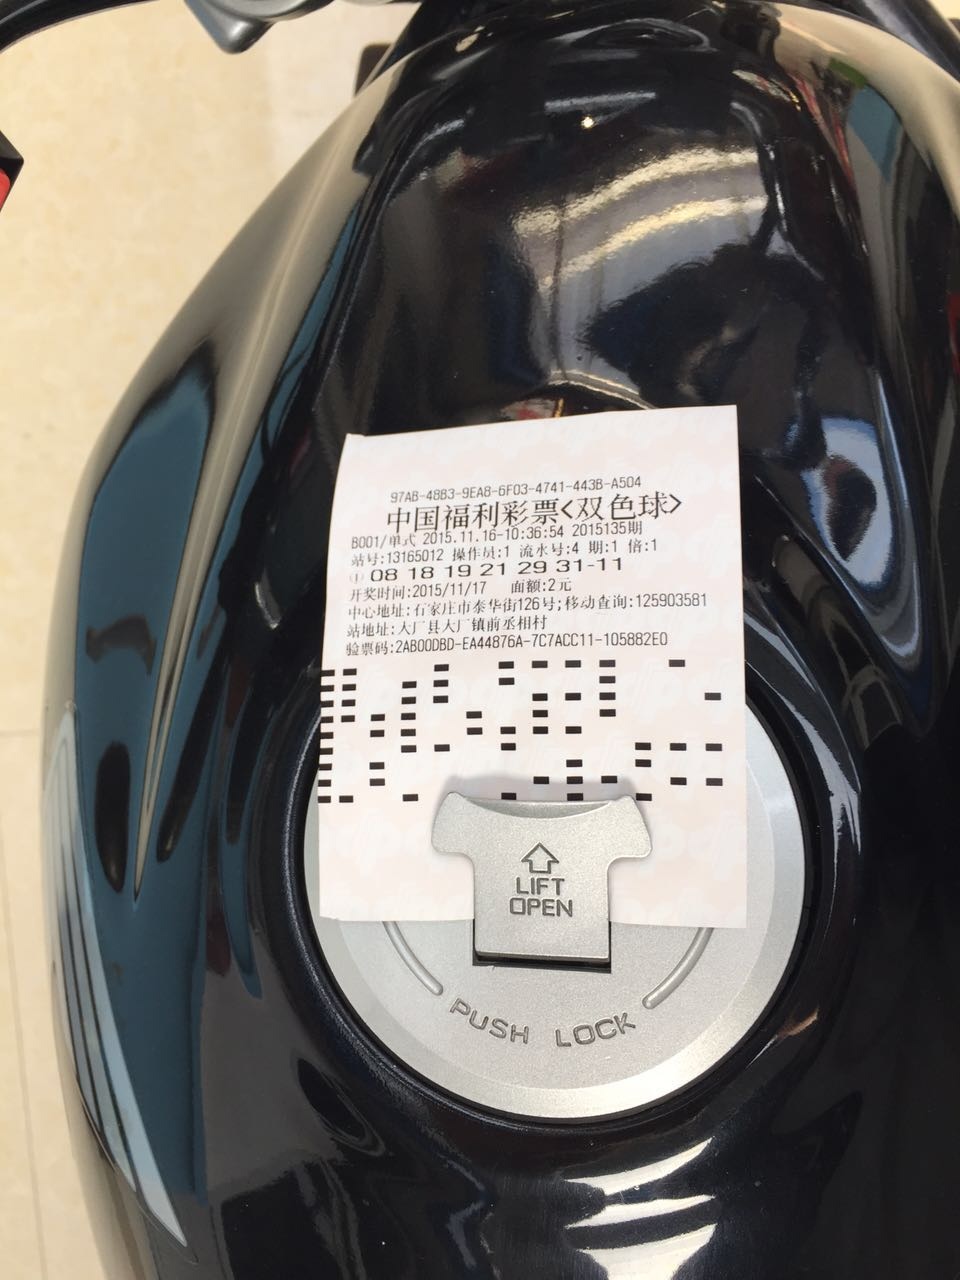 97AB-48B3-9EA8-6F03-4741-443B-A504
中国福利彩票<双色球>
B001/单式 2015.11.16-10:36:54 2015135期
站号:13165012 操作员:1 流水号:4 期:1 倍:1
① 08 18 19 21 29 31-11
开奖时间:2015/11/17 面额:2元
中心地址:石家庄市泰华街126号;移动查询:125903581
站地址:大厂县大厂镇前丞相村
验票码:2AB00DBD-EA44876A-7C7ACC11-105882E0
LIFT
OPEN
PUSH LOCK